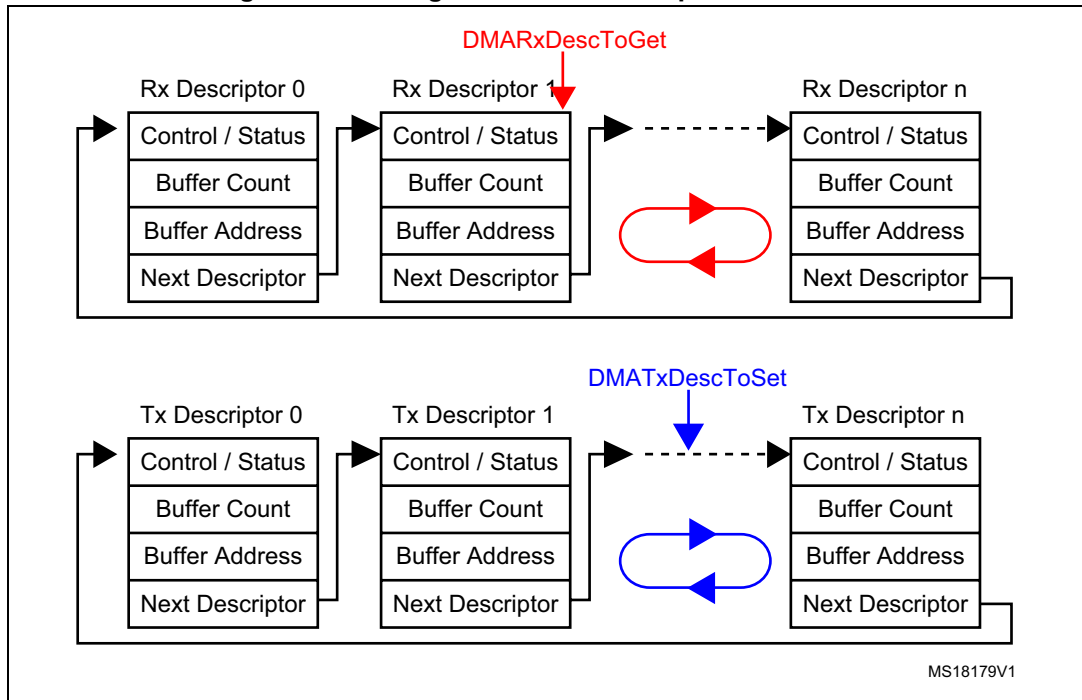 DMARxDescToGet
Rx Descriptor 0 Rx Descriptor 1 Rx Descriptor n
Control / Status Control / Status Control / Status
Buffer Count Buffer Count Buffer Count
Buffer Address Buffer Address Buffer Address
Next Descriptor Next Descriptor Next Descriptor
DMATxDescToSet
Tx Descriptor 0 Tx Descriptor 1 Tx Descriptor n
Control / Status Control / Status Control / Status
Buffer Count Buffer Count Buffer Count
Buffer Address Buffer Address Buffer Address
Next Descriptor Next Descriptor Next Descriptor
MS18179V1